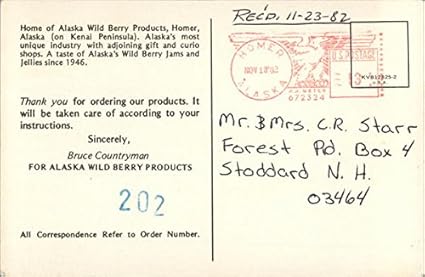 Rec'd. 11-23-82
Home of Alaska Wild Berry Products, Homer,
Alaska (on Kenai Peninsula). Alaska's most
unique industry with adjoining gift and curio
shops. A taste of Alaska's Wild Berry Jams and
Jellies since 1946.
HOMER
NOV 18'82
ALASKA
U.S. POSTAGE
672324
Thank you for ordering our products. It
will be taken care of according to your
instructions.
Sincerely,
Bruce Countryman
FOR ALASKA WILD BERRY PRODUCTS
202
All Correspondence Refer to Order Number.
Mr. & Mrs. C.R. Starr
Forest Rd. Box 4
Stoddard N.H.
03464